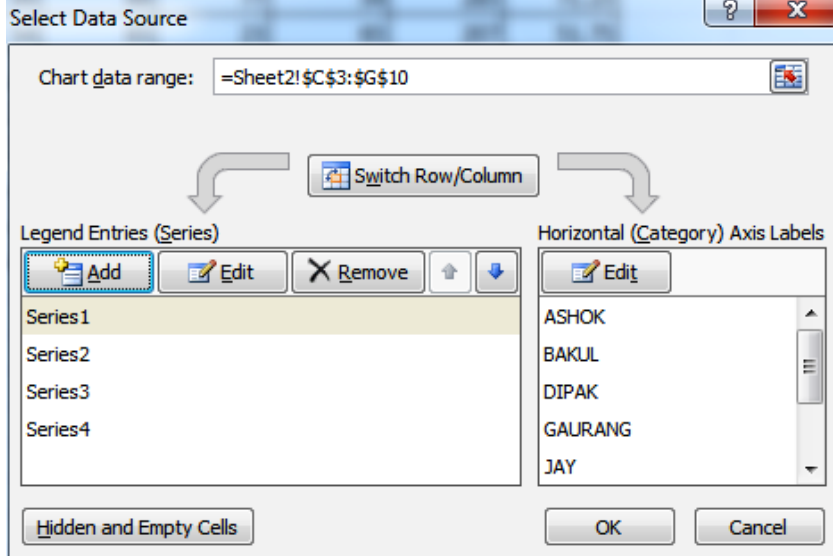 Select Data Source
Chart data range: =Sheet2!$C$3:$G$10
Switch Row/Column
Legend Entries (Series)
Add Edit Remove
Series1
Series2
Series3
Series4
Horizontal (Category) Axis Labels
Edit
ASHOK
BAKUL
DIPAK
GAURANG
JAY
Hidden and Empty Cells
OK Cancel